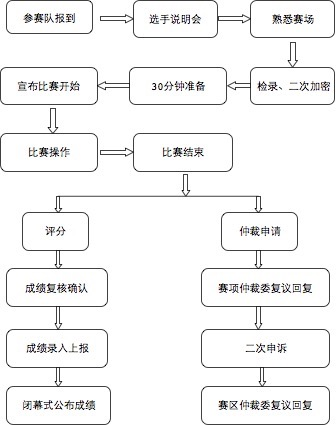 参赛队报到
选手说明会
熟悉赛场
检录、二次加密
30分钟准备
宣布比赛开始
比赛操作
比赛结束
评分
仲裁申请
成绩复核确认
赛项仲裁委复议回复
成绩录入上报
二次申诉
闭幕式公布成绩
赛区仲裁委复议回复